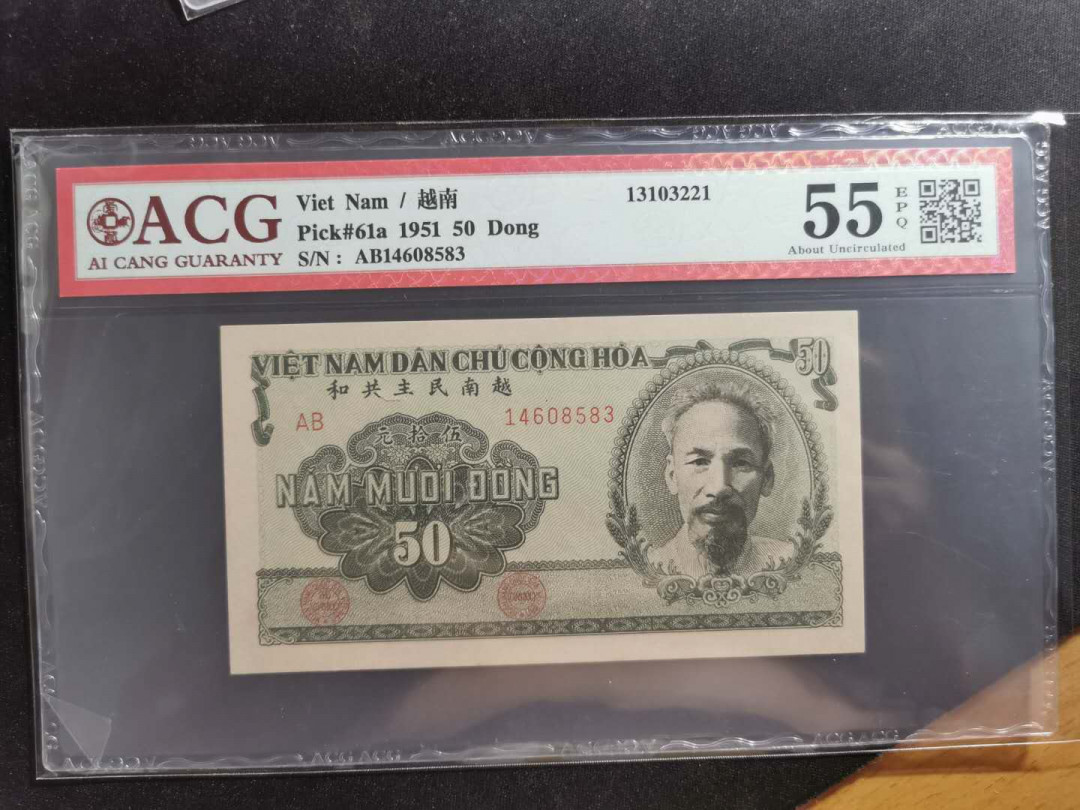 ACG
AI CANG GUARANTY
Viet Nam / 越南
Pick#61a 1951 50 Dong
S/N : AB14608583
13103221
55
EPQ
About Uncirculated
VIỆT NAM DÂN CHỦ CỘNG HÒA
50
和共主民南越
AB 14608583
元拾伍
NĂM MƯƠI ĐỒNG
50